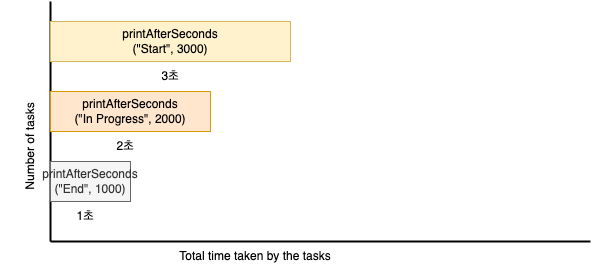 printAfterSeconds
("Start", 3000)
3초
printAfterSeconds
("In Progress", 2000)
2초
printAfterSeconds
("End", 1000)
1초
Number of tasks
Total time taken by the tasks